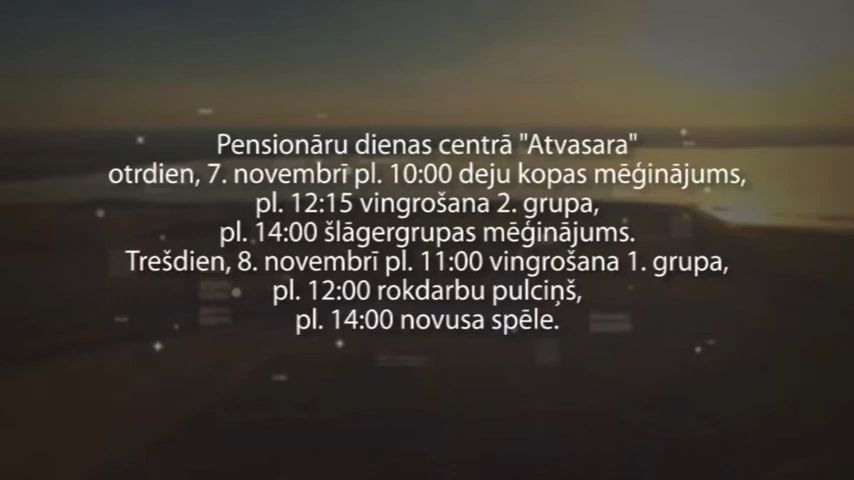 Pensionāru dienas centrā "Atvasara"
otrdien, 7. novembrī pl. 10:00 deju kopas mēģinājums,
pl. 12:15 vingrošana 2. grupa,
pl. 14:00 šlāgergrupas mēģinājums.
Trešdien, 8. novembrī pl. 11:00 vingrošana 1. grupa,
pl. 12:00 rokdarbu pulciņš,
pl. 14:00 novusa spēle.